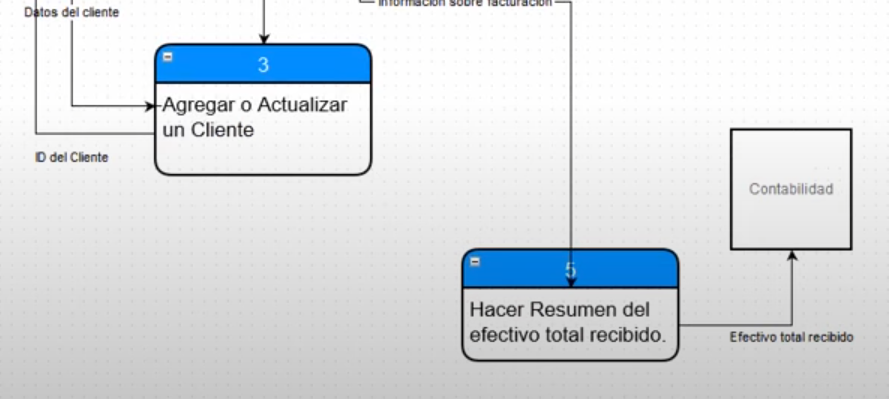 Información sobre facturación
Datos del cliente
3
Agregar o Actualizar
un Cliente
ID del Cliente
Contabilidad
5
Hacer Resumen del
efectivo total recibido.
Efectivo total recibido